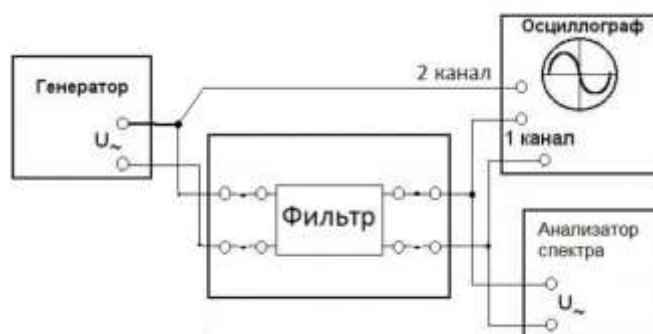 Осциллограф
2 канал
Генератор
U~
1 канал
Фильтр
Анализатор
спектра
U~